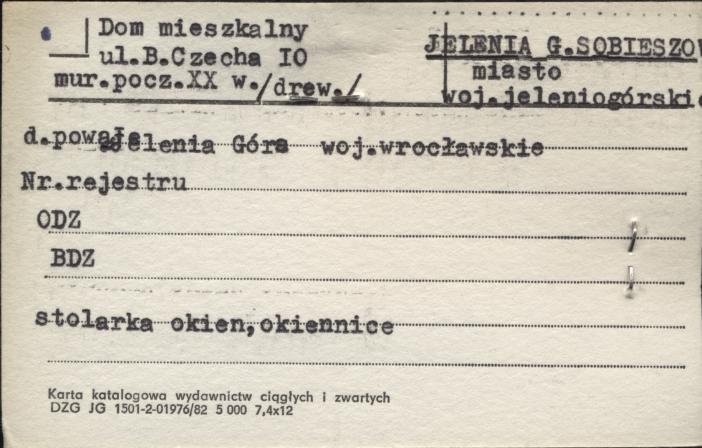 Dom mieszkalny
ul.B.Czecha IO
mur.pocz.XX w./drew./
JELENIA G.SOBIESZOW
miasto
woj.jeleniogórskie
d.pow. Jelenia Góra woj.wrocławskie
Nr.rejestru
ODZ
BDZ
stolarka okien,okiennice
Karta katalogowa wydawnictw ciągłych i zwartych
DZG JG 1501-2-01976/82 5 000 7,4x12